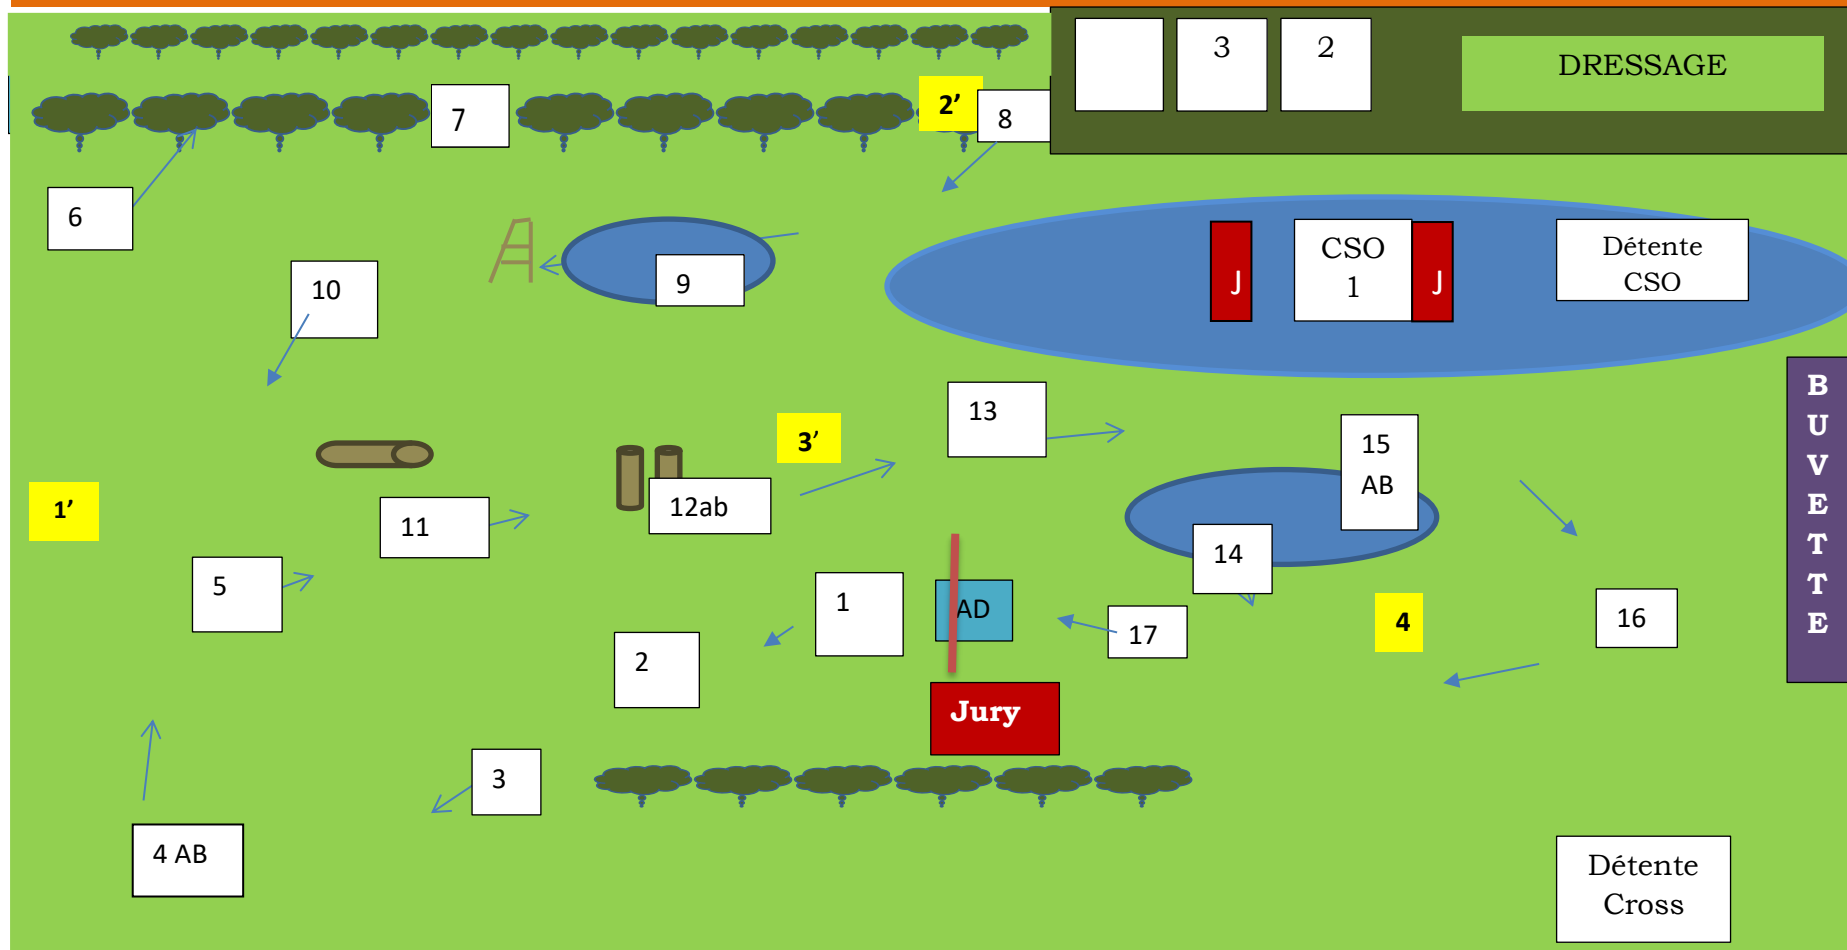 3
2
DRESSAGE
7
2’
8
6
CSO
1
J
J
Détente
CSO
9
10
13
3’
15
AB
B
U
V
E
T
T
E
12ab
1’
11
14
5
1
AD
4
16
17
2
Jury
3
4 AB
Détente
Cross